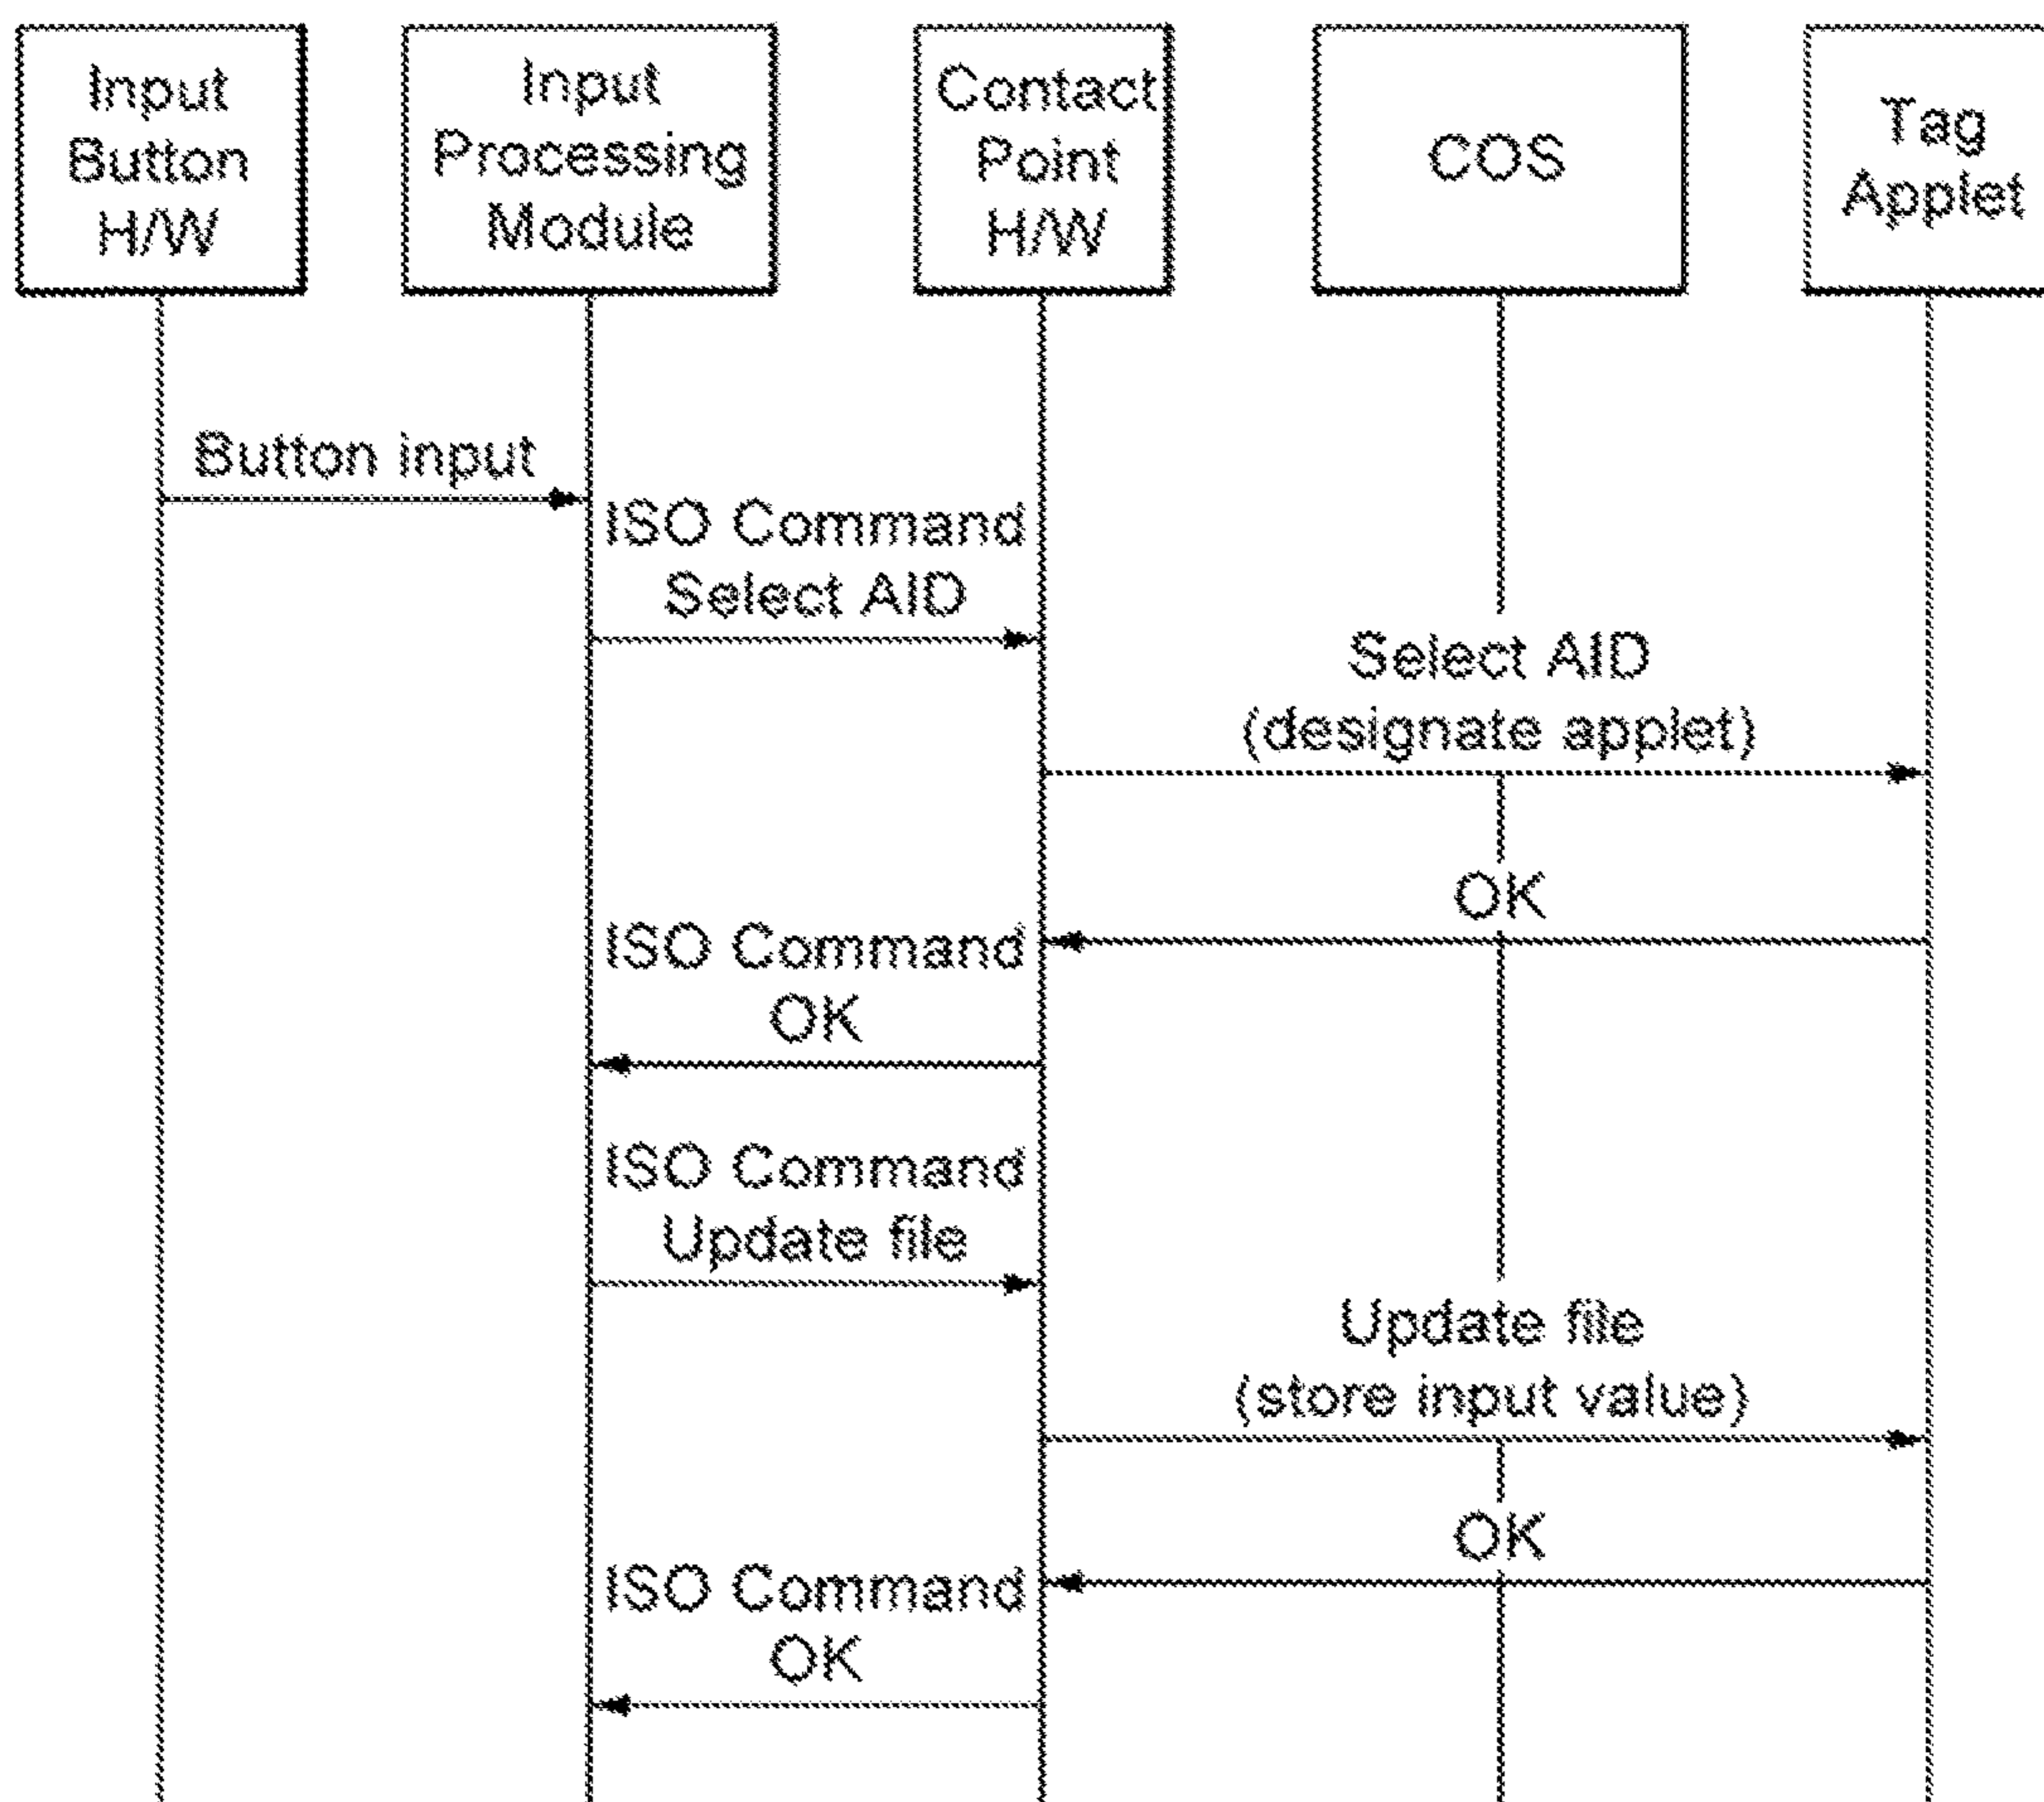 Input
Button
H/W
Input
Processing
Module
Contact
Point
H/W
COS
Tag
Applet
Button input
ISO Command
Select AID
Select AID
(designate applet)
OK
ISO Command
OK
ISO Command
Update file
Update file
(store input value)
OK
ISO Command
OK